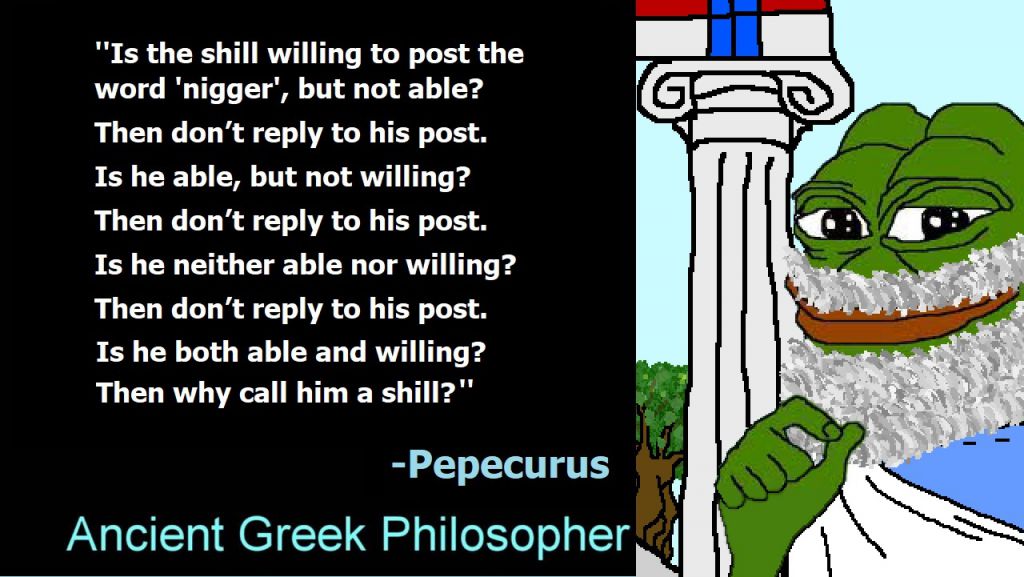 "Is the shill willing to post the
word 'nigger', but not able?
Then don’t reply to his post.
Is he able, but not willing?
Then don’t reply to his post.
Is he neither able nor willing?
Then don’t reply to his post.
Is he both able and willing?
Then why call him a shill?"
-Pepecurus
Ancient Greek Philosopher